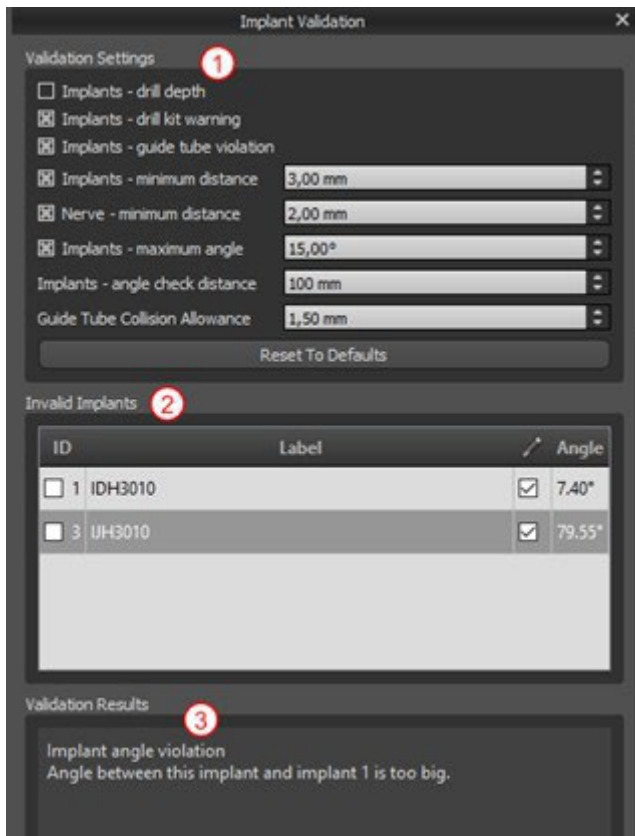 Implant Validation
Validation Settings
1
Implants - drill depth
Implants - drill kit warning
Implants - guide tube violation
Implants - minimum distance 3,00 mm
Nerve - minimum distance 2,00 mm
Implants - maximum angle 15,00°
Implants - angle check distance 100 mm
Guide Tube Collision Allowance 1,50 mm
Reset To Defaults
Invalid Implants 2
ID Label Angle
1 IDH3010 7.40°
3 IJH3010 79.55°
Validation Results
3
Implant angle violation
Angle between this implant and implant 1 is too big.